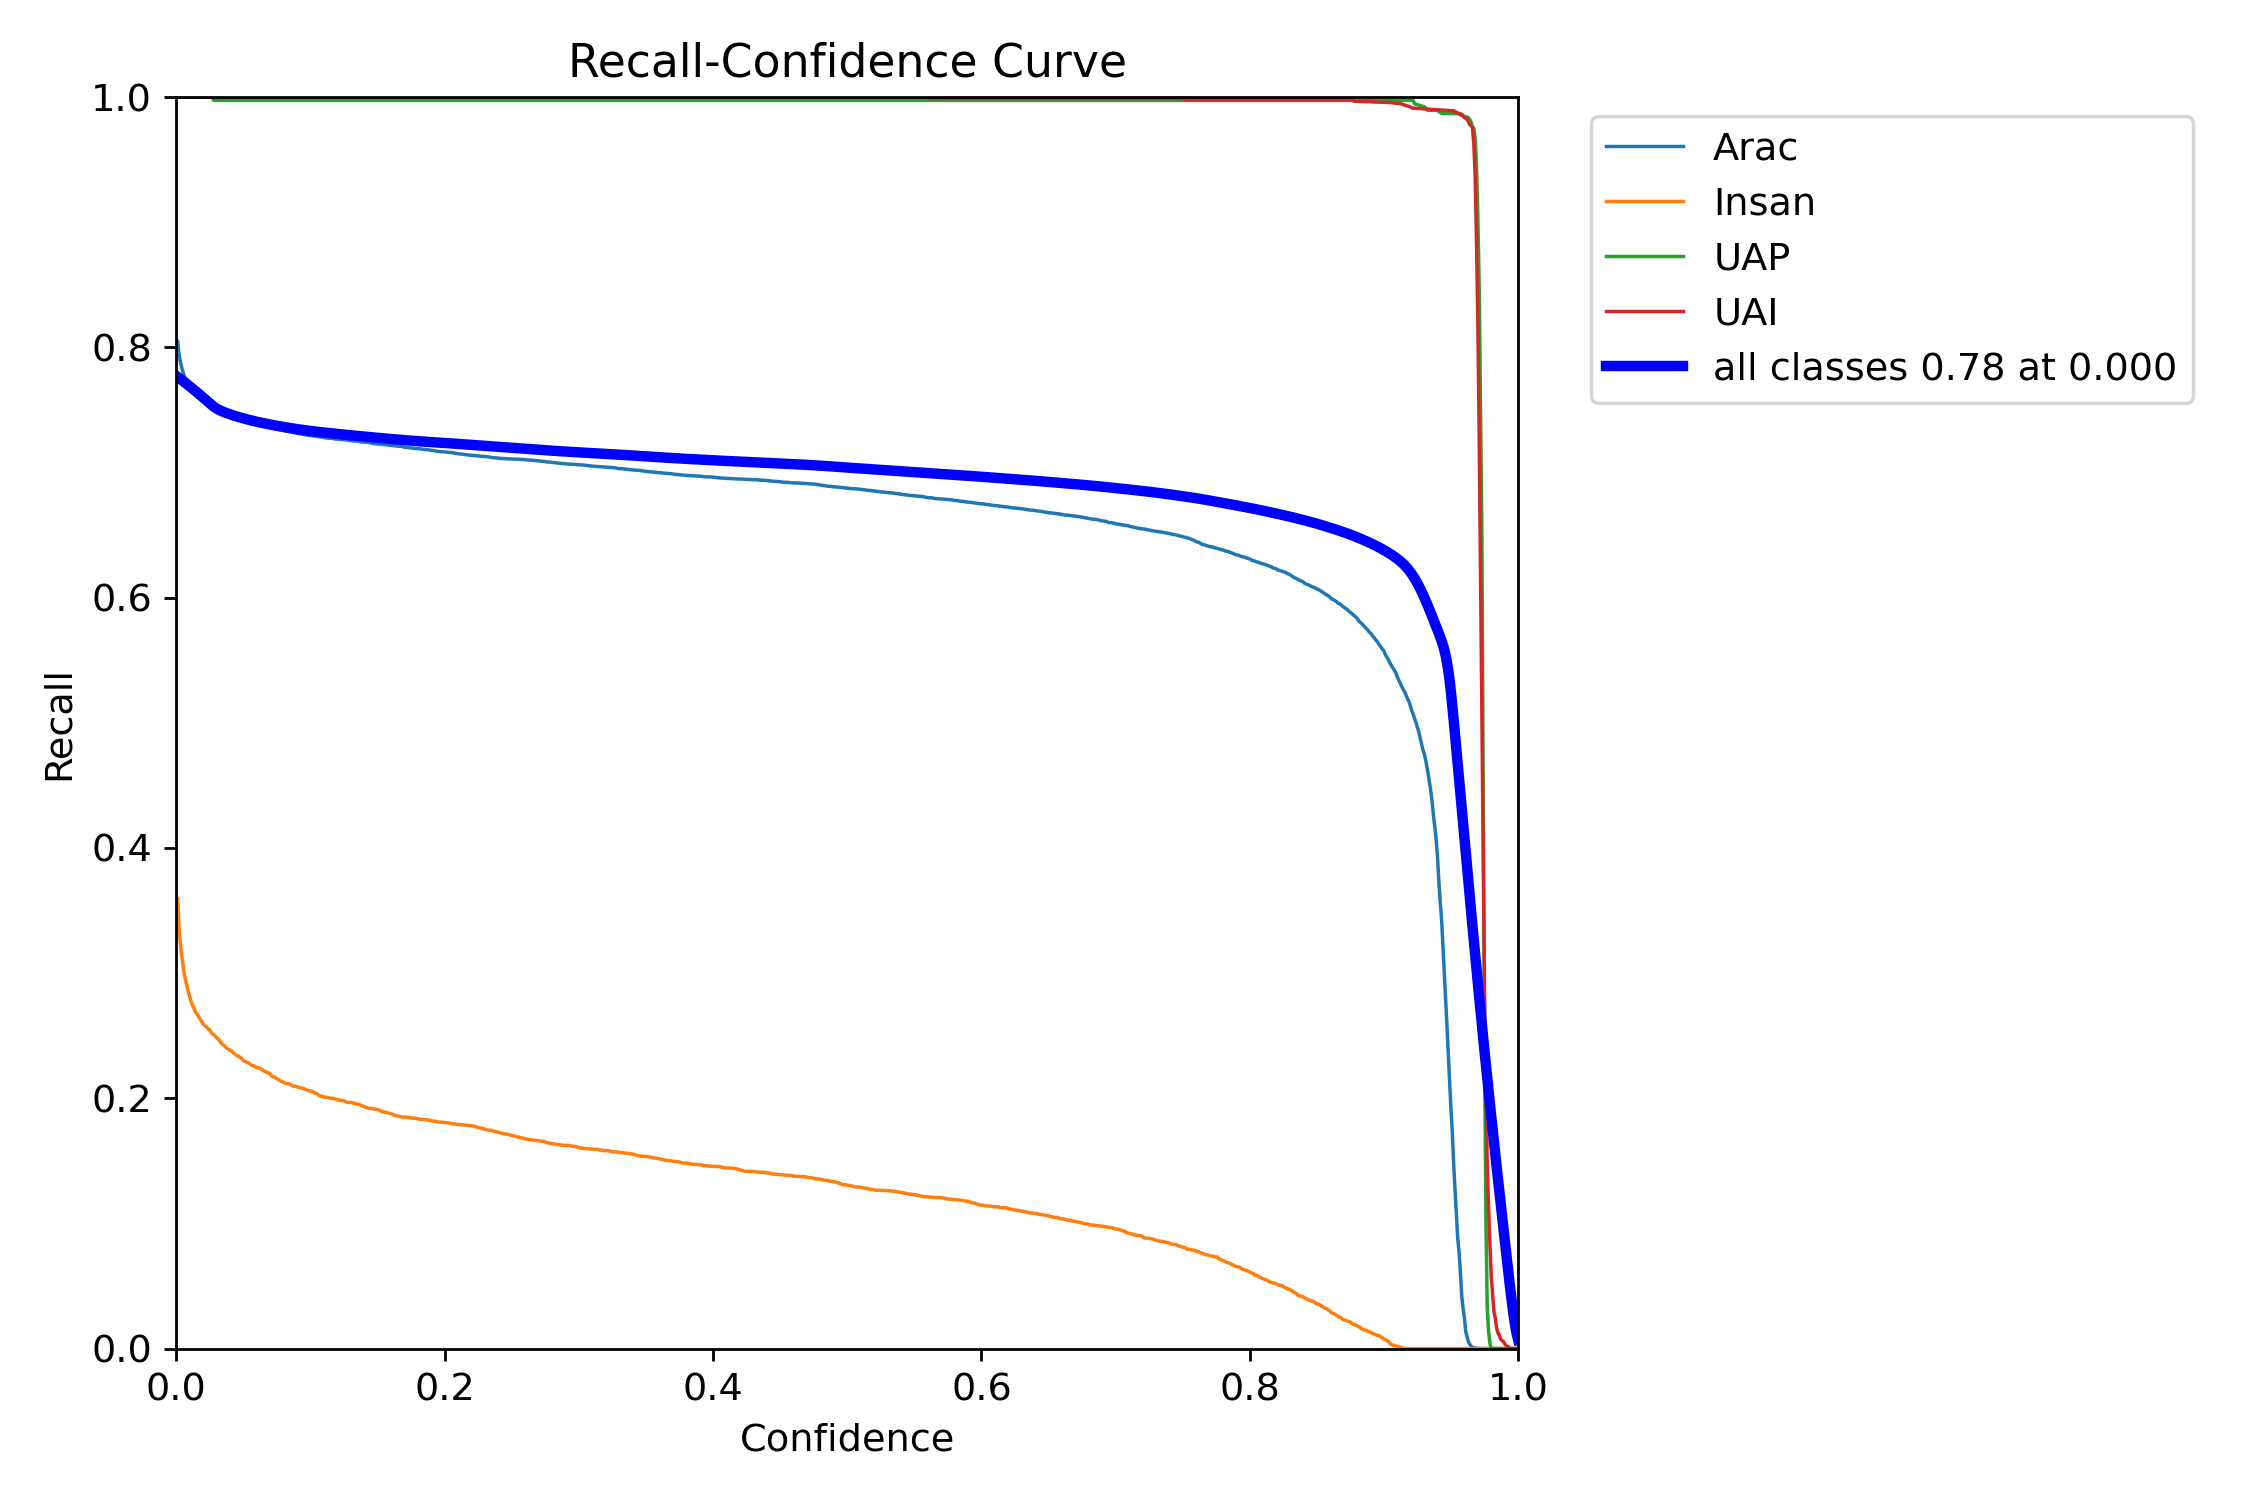 Recall-Confidence Curve
1.0
0.8
0.6
0.4
0.2
0.0
Recall
0.0 0.2 0.4 0.6 0.8 1.0
Confidence
Arac
Insan
UAP
UAI
all classes 0.78 at 0.000